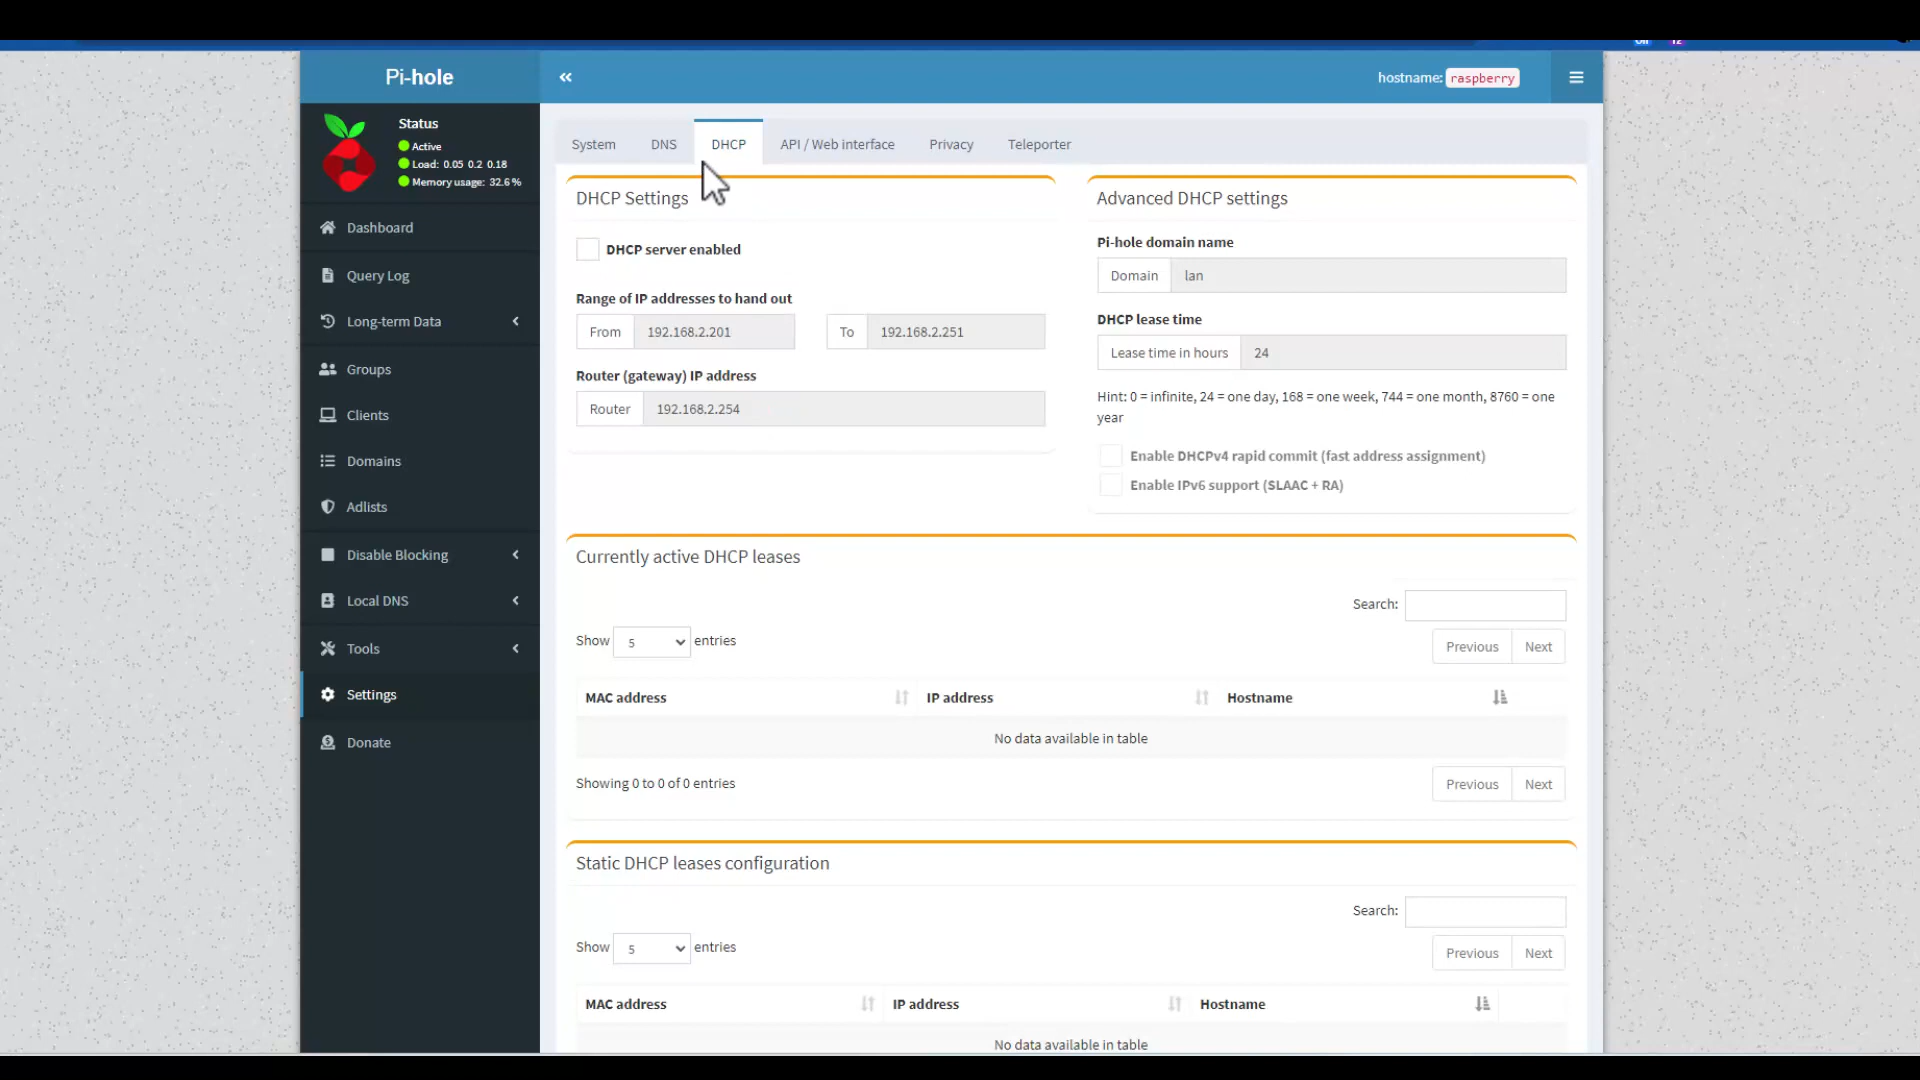 Pi-hole
hostname: raspberry
Status
Active
Load: 0.05 0.2 0.18
Memory usage: 32.6 %
Dashboard
Query Log
Long-term Data
Groups
Clients
Domains
Adlists
Disable Blocking
Local DNS
Tools
Settings
Donate
System DNS DHCP API / Web interface Privacy Teleporter
DHCP Settings
DHCP server enabled
Range of IP addresses to hand out
From 192.168.2.201 To 192.168.2.251
Router (gateway) IP address
Router 192.168.2.254
Advanced DHCP settings
Pi-hole domain name
Domain lan
DHCP lease time
Lease time in hours 24
Hint: 0 = infinite, 24 = one day, 168 = one week, 744 = one month, 8760 = one
year
Enable DHCPv4 rapid commit (fast address assignment)
Enable IPv6 support (SLAAC + RA)
Currently active DHCP leases
Search:
Show 5 entries
Previous Next
MAC address IP address Hostname
No data available in table
Showing 0 to 0 of 0 entries
Previous Next
Static DHCP leases configuration
Search:
Show 5 entries
Previous Next
MAC address IP address Hostname
No data available in table